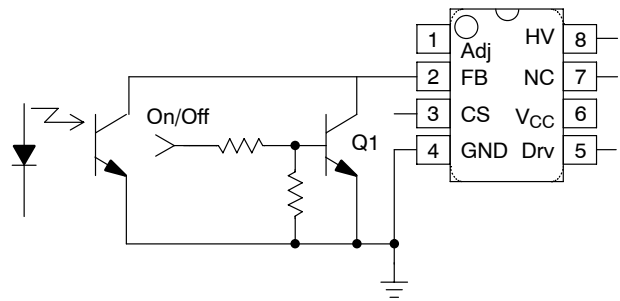 1 Adj HV 8
2 FB NC 7
3 CS VCC 6
4 GND Drv 5
On/Off
Q1